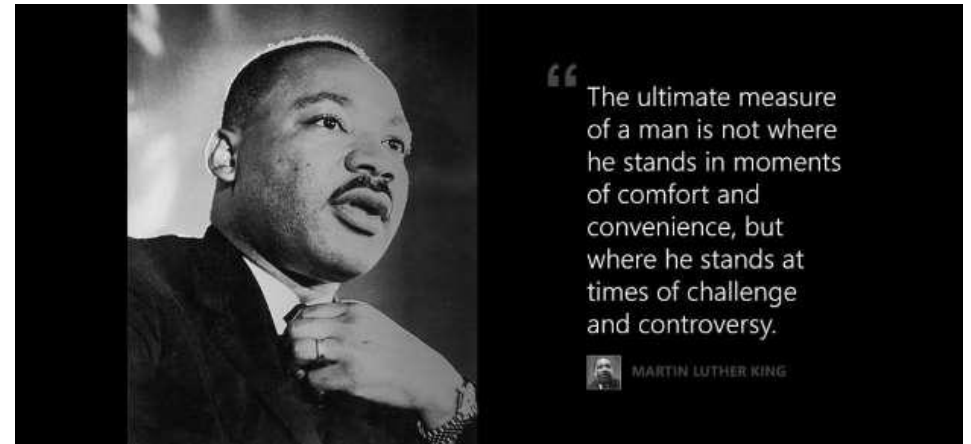 “
The ultimate measure
of a man is not where
he stands in moments
of comfort and
convenience, but
where he stands at
times of challenge
and controversy.
MARTIN LUTHER KING